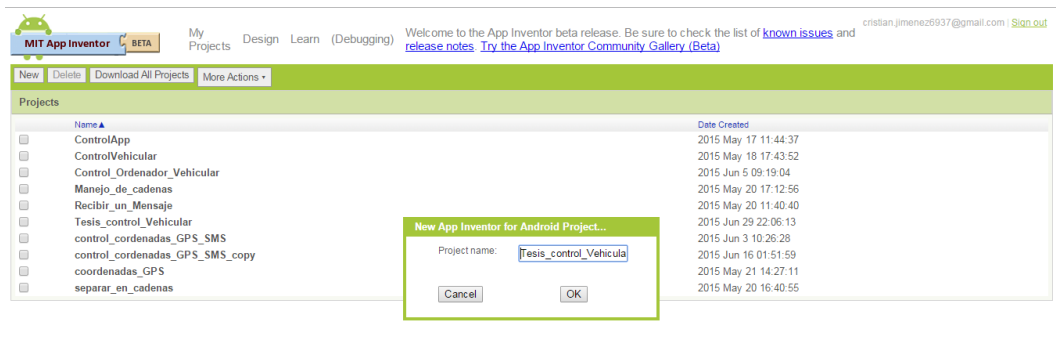 cristian.jimenez6937@gmail.com | Sign out
MIT App Inventor BETA
My Projects Design Learn (Debugging)
Welcome to the App Inventor beta release. Be sure to check the list of known issues and
release notes. Try the App Inventor Community Gallery (Beta)
New Delete Download All Projects More Actions ▾
Projects
Name▲ Date Created
ControlApp 2015 May 17 11:44:37
ControlVehicular 2015 May 18 17:43:52
Control_Ordenador_Vehicular 2015 Jun 5 09:19:04
Manejo_de_cadenas 2015 May 20 17:12:56
Recibir_un_Mensaje 2015 May 20 11:40:40
Tesis_control_Vehicular 2015 Jun 29 22:06:13
control_cordenadas_GPS_SMS 2015 Jun 3 10:26:28
control_cordenadas_GPS_SMS_copy 2015 Jun 16 01:51:59
coordenadas_GPS 2015 May 21 14:27:11
separar_en_cadenas 2015 May 20 16:40:55
New App Inventor for Android Project...
Project name: Tesis_control_Vehicula
Cancel OK